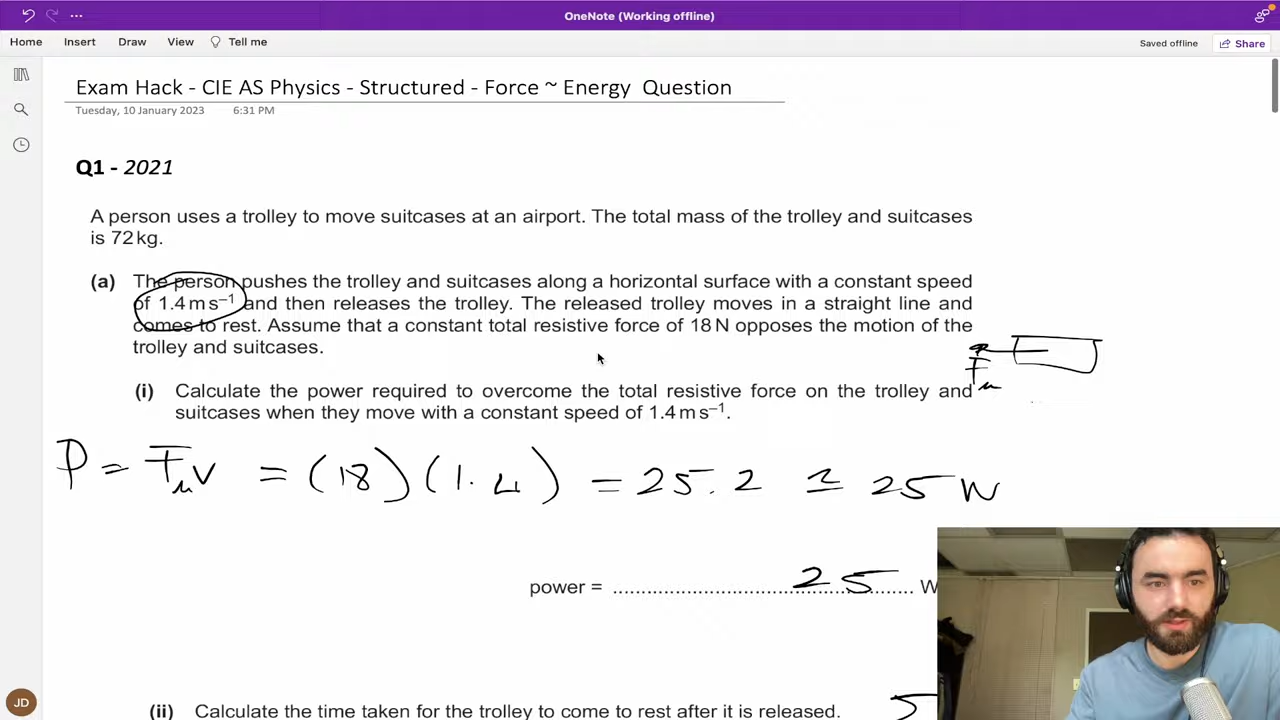 OneNote (Working offline)
Home Insert Draw View Tell me
Saved offline Share
Exam Hack - CIE AS Physics - Structured - Force ~ Energy Question
Tuesday, 10 January 2023 6:31 PM
Q1 - 2021
A person uses a trolley to move suitcases at an airport. The total mass of the trolley and suitcases
is 72 kg.
(a) The person pushes the trolley and suitcases along a horizontal surface with a constant speed
of 1.4 m s⁻¹ and then releases the trolley. The released trolley moves in a straight line and
comes to rest. Assume that a constant total resistive force of 18 N opposes the motion of the
trolley and suitcases.
Fμ
(i) Calculate the power required to overcome the total resistive force on the trolley and
suitcases when they move with a constant speed of 1.4 m s⁻¹.
P = Fμv = (18)(1.4) = 25.2 ≃ 25 W
power = ........................ 25 ........ W
(ii) Calculate the time taken for the trolley to come to rest after it is released.
JD